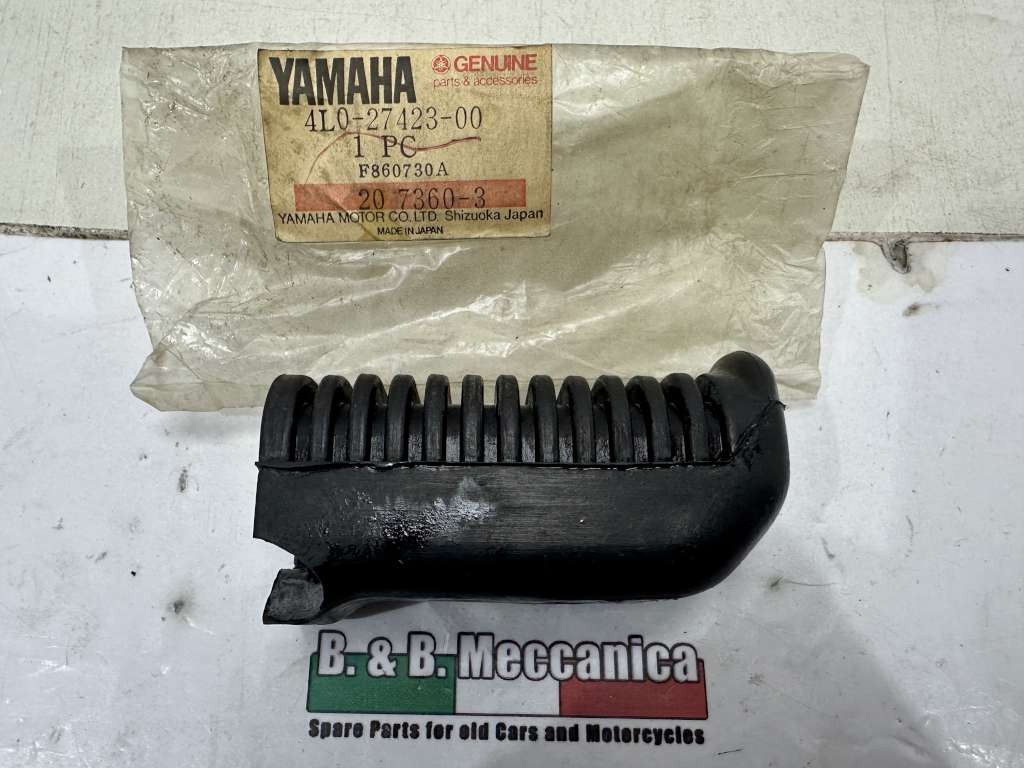 YAMAHA GENUINE
parts & accessories
4L0-27423-00
1 PC
F860730A
20 7360-3
YAMAHA MOTOR CO., LTD. Shizuoka Japan
MADE IN JAPAN
B. & B. Meccanica
Spare Parts for old Cars and Motorcycles